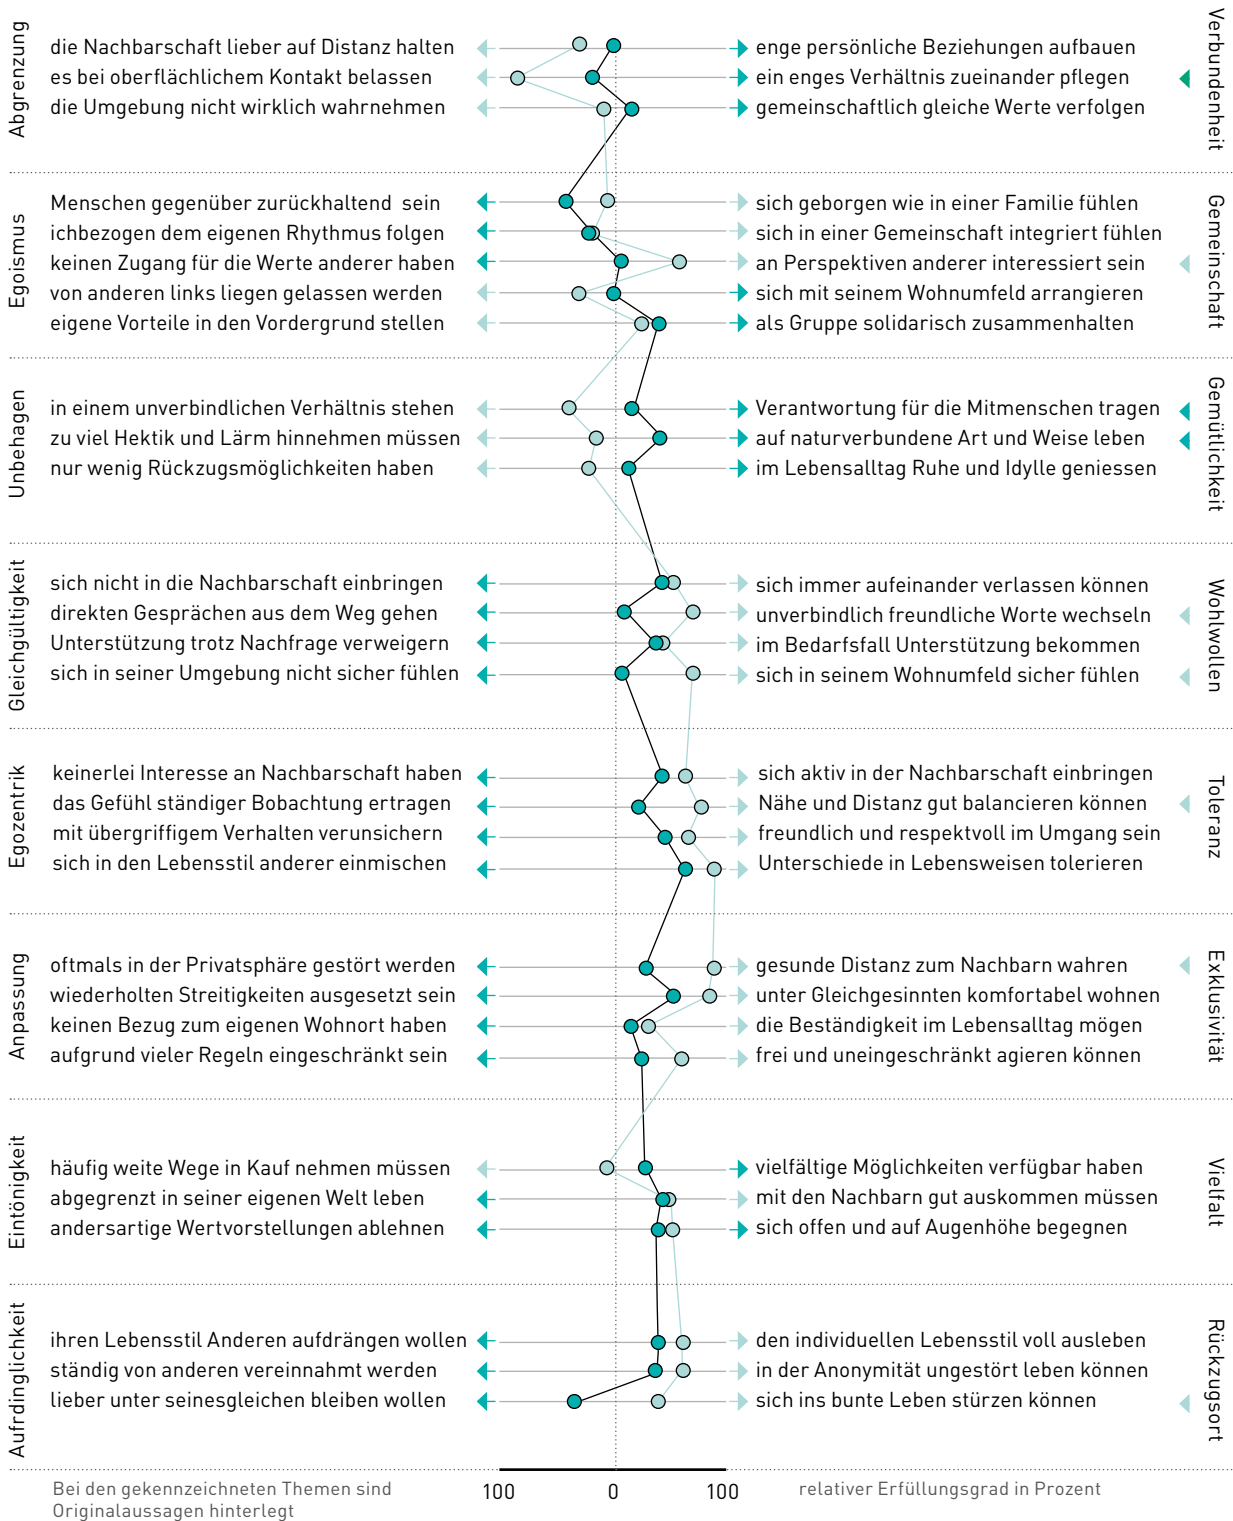 Abgrenzung
Verbundenheit
die Nachbarschaft lieber auf Distanz halten
enge persönliche Beziehungen aufbauen
es bei oberflächlichem Kontakt belassen
ein enges Verhältnis zueinander pflegen
die Umgebung nicht wirklich wahrnehmen
gemeinschaftlich gleiche Werte verfolgen
Egoismus
Gemeinschaft
Menschen gegenüber zurückhaltend sein
sich geborgen wie in einer Familie fühlen
ichbezogen dem eigenen Rhythmus folgen
sich in einer Gemeinschaft integriert fühlen
keinen Zugang für die Werte anderer haben
an Perspektiven anderer interessiert sein
von anderen links liegen gelassen werden
sich mit seinem Wohnumfeld arrangieren
eigene Vorteile in den Vordergrund stellen
als Gruppe solidarisch zusammenhalten
Unbehagen
Gemütlichkeit
in einem unverbindlichen Verhältnis stehen
Verantwortung für die Mitmenschen tragen
zu viel Hektik und Lärm hinnehmen müssen
auf naturverbundene Art und Weise leben
nur wenig Rückzugsmöglichkeiten haben
im Lebensalltag Ruhe und Idylle geniessen
Gleichgültigkeit
Wohlwollen
sich nicht in die Nachbarschaft einbringen
sich immer aufeinander verlassen können
direkten Gesprächen aus dem Weg gehen
unverbindlich freundliche Worte wechseln
Unterstützung trotz Nachfrage verweigern
im Bedarfsfall Unterstützung bekommen
sich in seiner Umgebung nicht sicher fühlen
sich in seinem Wohnumfeld sicher fühlen
Egozentrik
Toleranz
keinerlei Interesse an Nachbarschaft haben
sich aktiv in der Nachbarschaft einbringen
das Gefühl ständiger Bobachtung ertragen
Nähe und Distanz gut balancieren können
mit übergriffigem Verhalten verunsichern
freundlich und respektvoll im Umgang sein
sich in den Lebensstil anderer einmischen
Unterschiede in Lebensweisen tolerieren
Anpassung
Exklusivität
oftmals in der Privatsphäre gestört werden
gesunde Distanz zum Nachbarn wahren
wiederholten Streitigkeiten ausgesetzt sein
unter Gleichgesinnten komfortabel wohnen
keinen Bezug zum eigenen Wohnort haben
die Beständigkeit im Lebensalltag mögen
aufgrund vieler Regeln eingeschränkt sein
frei und uneingeschränkt agieren können
Eintönigkeit
Vielfalt
häufig weite Wege in Kauf nehmen müssen
vielfältige Möglichkeiten verfügbar haben
abgegrenzt in seiner eigenen Welt leben
mit den Nachbarn gut auskommen müssen
andersartige Wertvorstellungen ablehnen
sich offen und auf Augenhöhe begegnen
Aufrdinglichkeit
Rückzugsort
ihren Lebensstil Anderen aufdrängen wollen
den individuellen Lebensstil voll ausleben
ständig von anderen vereinnahmt werden
in der Anonymität ungestört leben können
lieber unter seinesgleichen bleiben wollen
sich ins bunte Leben stürzen können
Bei den gekennzeichneten Themen sind
Originalaussagen hinterlegt
100 0 100
relativer Erfüllungsgrad in Prozent